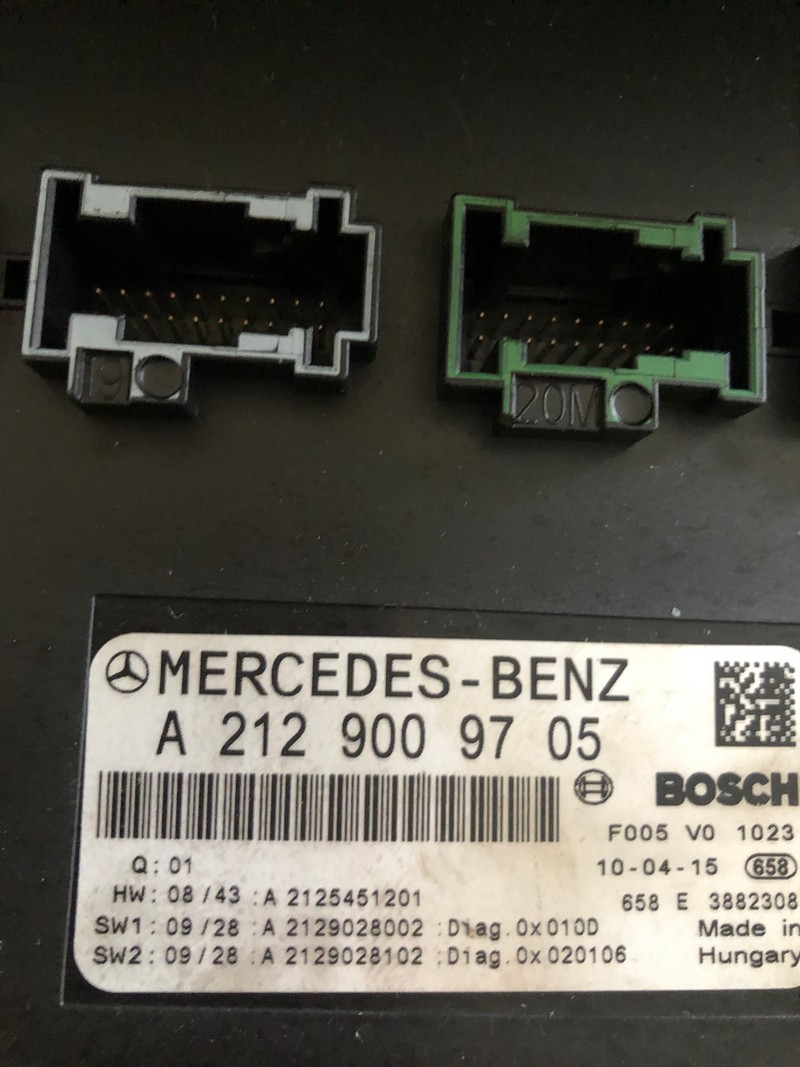 20M
MERCEDES-BENZ
A 212 900 97 05
BOSCH
F005 V0 1023
Q: 01
10-04-15 658
HW: 08/43 :A 2125451201
658 E 3882308
SW1: 09/28 :A 2129028002 :Diag.0x010D
Made in
SW2: 09/28 :A 2129028102 :Diag.0x020106
Hungary